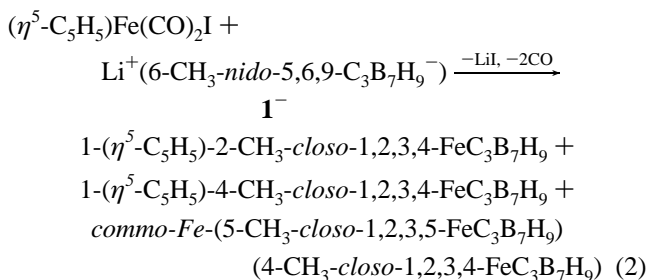 (η⁵-C₅H₅)Fe(CO)₂I +
Li⁺(6-CH₃-nido-5,6,9-C₃B₇H₉⁻) −LiI, −2CO
1⁻
1-(η⁵-C₅H₅)-2-CH₃-closo-1,2,3,4-FeC₃B₇H₉ +
1-(η⁵-C₅H₅)-4-CH₃-closo-1,2,3,4-FeC₃B₇H₉ +
commo-Fe-(5-CH₃-closo-1,2,3,5-FeC₃B₇H₉)
(4-CH₃-closo-1,2,3,4-FeC₃B₇H₉) (2)